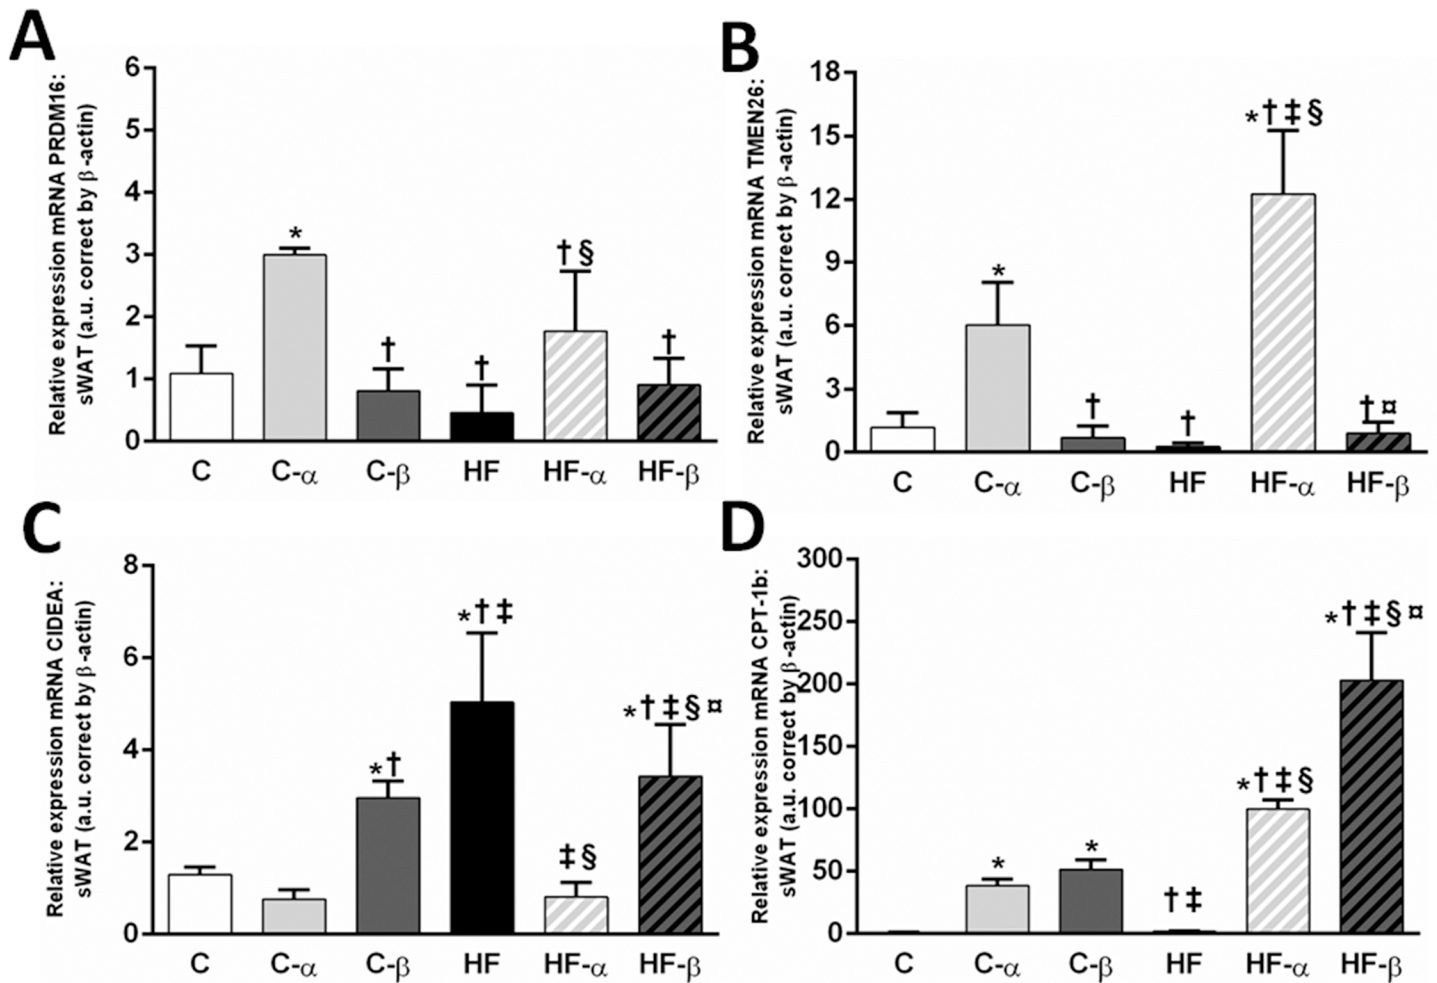 A
Relative expression mRNA PRDM16:
sWAT (a.u. correct by β-actin)
6
5
4
3
2
1
0
*
†
†
†§
†
C C-α C-β HF HF-α HF-β
B
Relative expression mRNA TMEN26:
sWAT (a.u. correct by β-actin)
18
15
12
9
6
3
0
*
†
†
*†‡§
†¤
C C-α C-β HF HF-α HF-β
C
Relative expression mRNA CIDEA:
sWAT (a.u. correct by β-actin)
8
6
4
2
0
*†
*†‡
‡§
*†‡§¤
C C-α C-β HF HF-α HF-β
D
Relative expression mRNA CPT-1b:
sWAT (a.u. correct by β-actin)
300
250
200
150
100
50
0
*
*
†‡
*†‡§
*†‡§¤
C C-α C-β HF HF-α HF-β